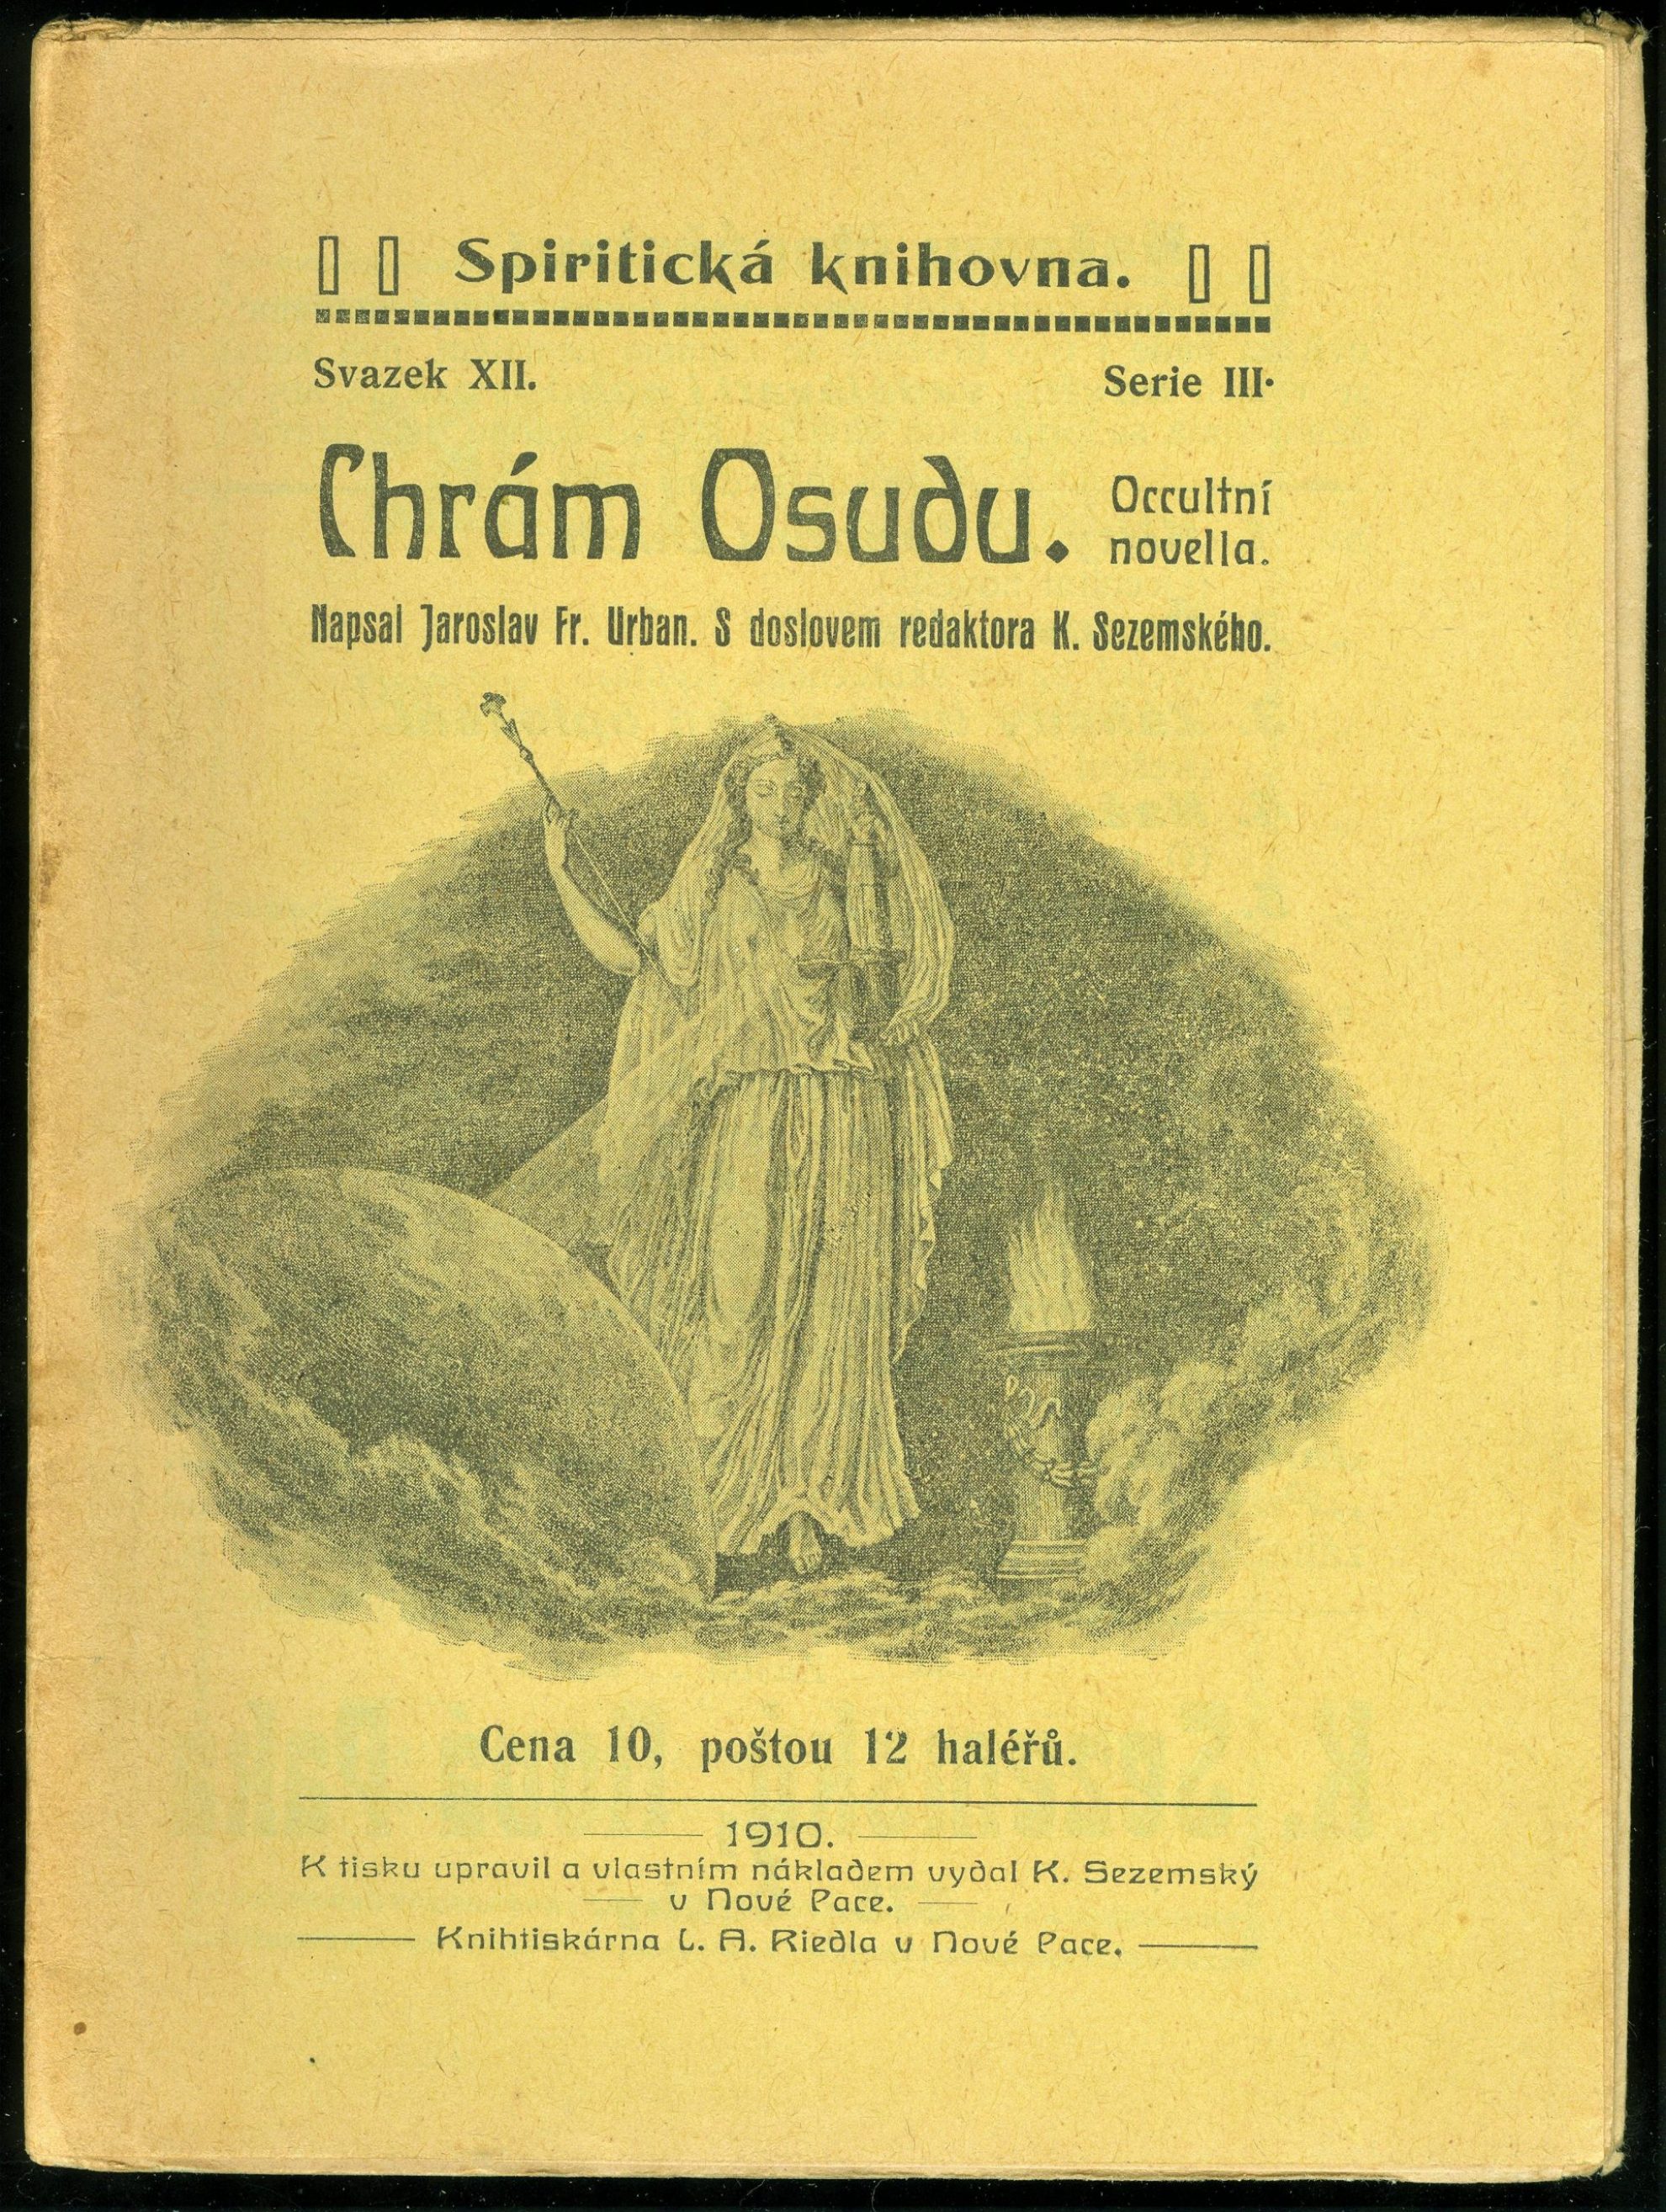 Spiritická knihovna.
Svazek XII. Serie III.
Chrám Osudu. Occultní
novella.
Napsal Jaroslav Fr. Urban. S doslovem redaktora K. Sezemského.
Cena 10, poštou 12 haléřů.
1910.
K tisku upravil a vlastním nákladem vydal K. Sezemský
v Nové Pace.
Knihtiskárna L. A. Riedla v Nové Pace.